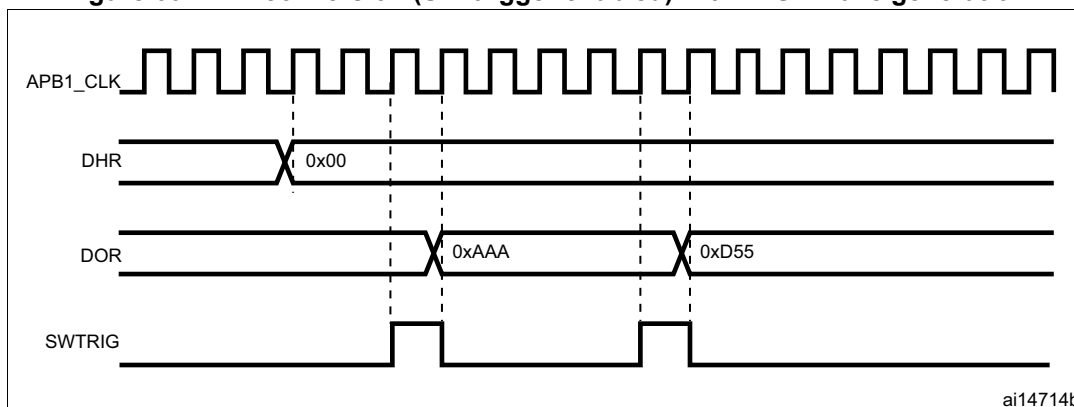 APB1_CLK
DHR
0x00
DOR
0xAAA
0xD55
SWTRIG
ai14714b